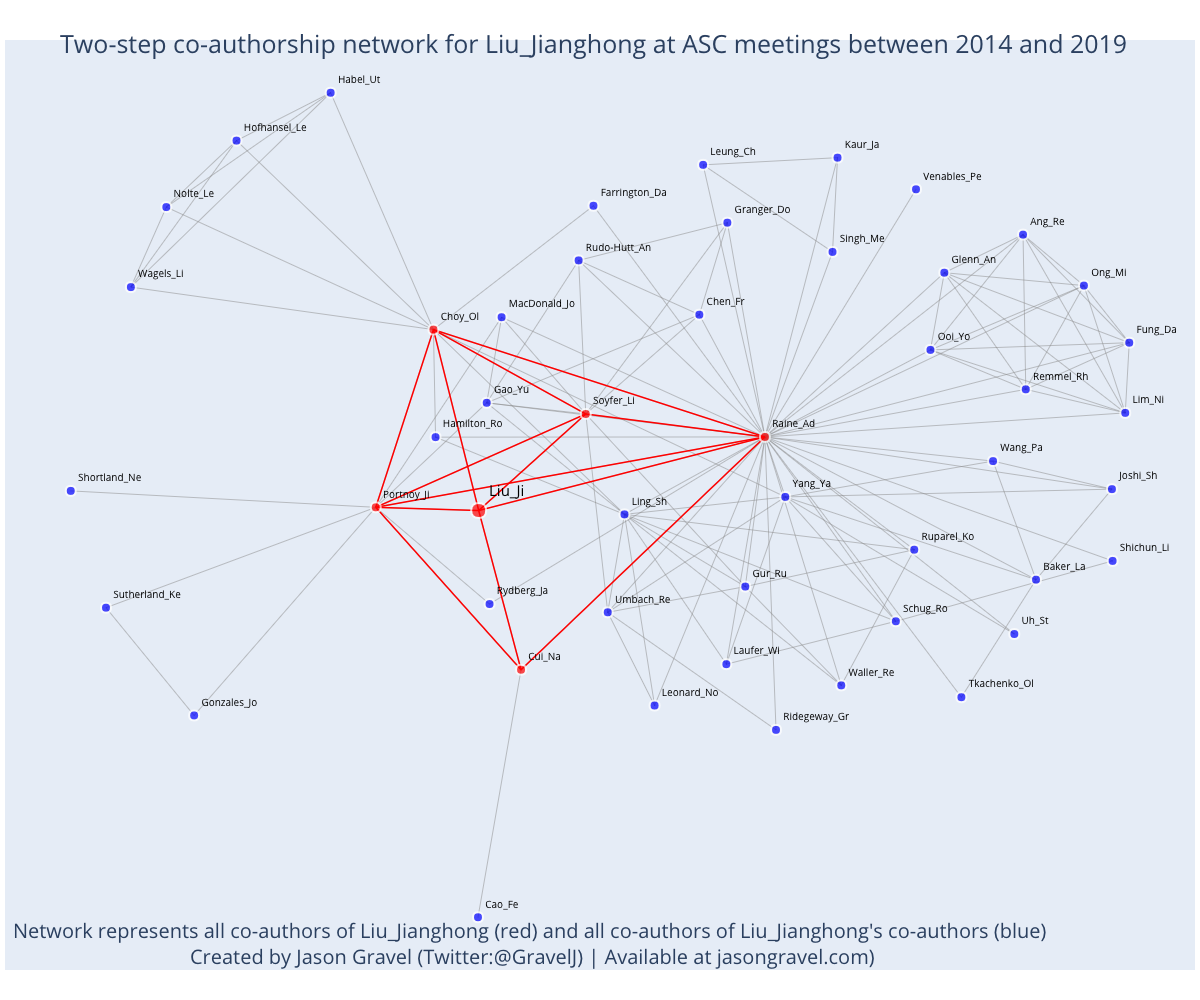 Two-step co-authorship network for Liu_Jianghong at ASC meetings between 2014 and 2019
Habel_Ut
Hofhansel_Le
Leung_Ch
Kaur_Ja
Venables_Pe
Nolte_Le
Farrington_Da
Granger_Do
Ang_Re
Rudo-Hutt_An
Singh_Me
Glenn_An
Wagels_Li
Ong_Mi
MacDonald_Jo
Chen_Fr
Choy_Ol
Fung_Da
Ooi_Yo
Remmel_Rh
Gao_Yu
Soyfer_Li
Lim_Ni
Hamilton_Ro
Raine_Ad
Wang_Pa
Shortland_Ne
Joshi_Sh
Yang_Ya
Portnoy_Ji
Liu_Ji
Ling_Sh
Ruparel_Ko
Shichun_Li
Baker_La
Gur_Ru
Sutherland_Ke
Rydberg_Ja
Umbach_Re
Schug_Ro
Uh_St
Laufer_Wi
Cui_Na
Waller_Re
Tkachenko_Ol
Leonard_No
Gonzales_Jo
Ridgeway_Gr
Cao_Fe
Network represents all co-authors of Liu_Jianghong (red) and all co-authors of Liu_Jianghong's co-authors (blue)
Created by Jason Gravel (Twitter:@GravelJ) | Available at jasongravel.com)